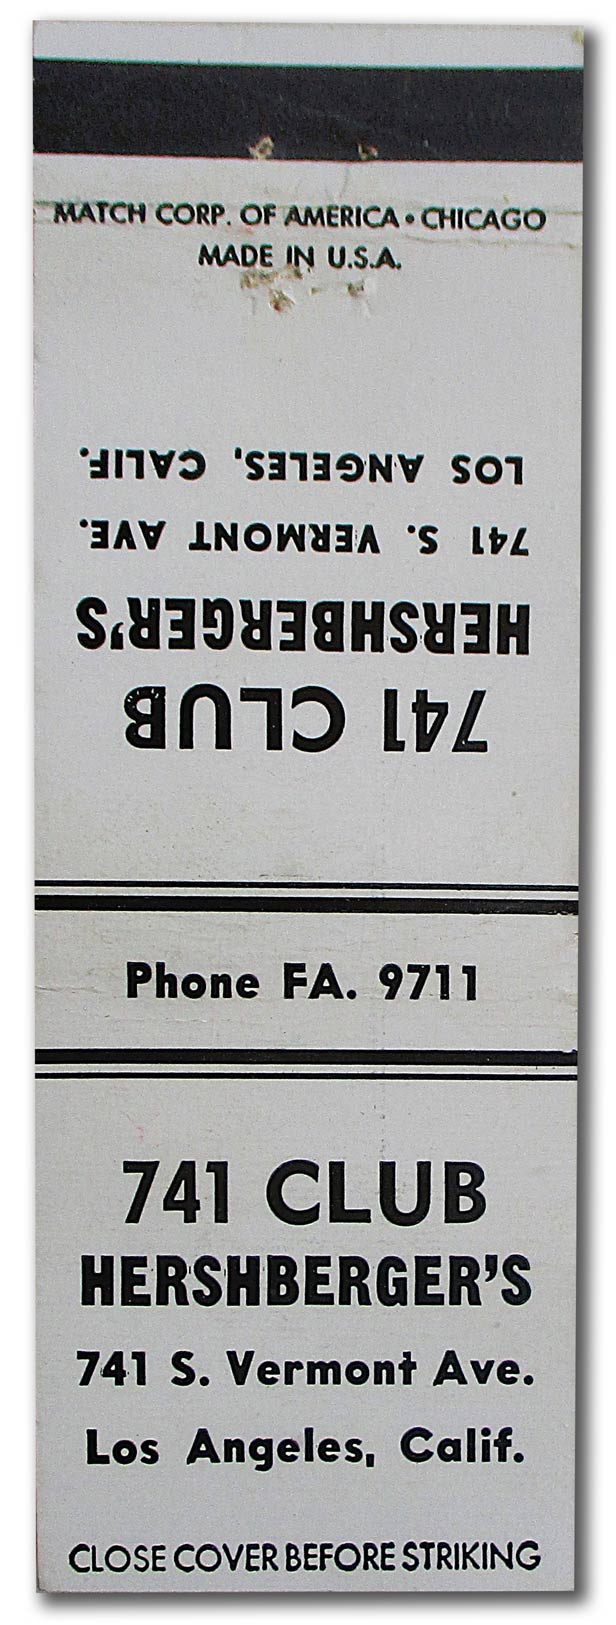 MATCH CORP. OF AMERICA • CHICAGO
MADE IN U.S.A.
741 CLUB
HERSHBERGER'S
741 S. VERMONT AVE.
LOS ANGELES, CALIF.
Phone FA. 9711
741 CLUB
HERSHBERGER'S
741 S. Vermont Ave.
Los Angeles, Calif.
CLOSE COVER BEFORE STRIKING